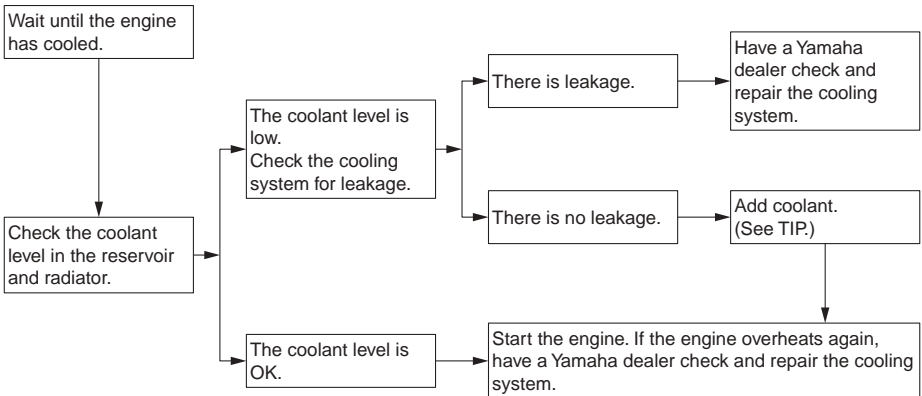 Wait until the engine
has cooled.
Check the coolant
level in the reservoir
and radiator.
The coolant level is
low.
Check the cooling
system for leakage.
There is leakage.
Have a Yamaha
dealer check and
repair the cooling
system.
There is no leakage.
Add coolant.
(See TIP.)
The coolant level is
OK.
Start the engine. If the engine overheats again,
have a Yamaha dealer check and repair the cooling
system.